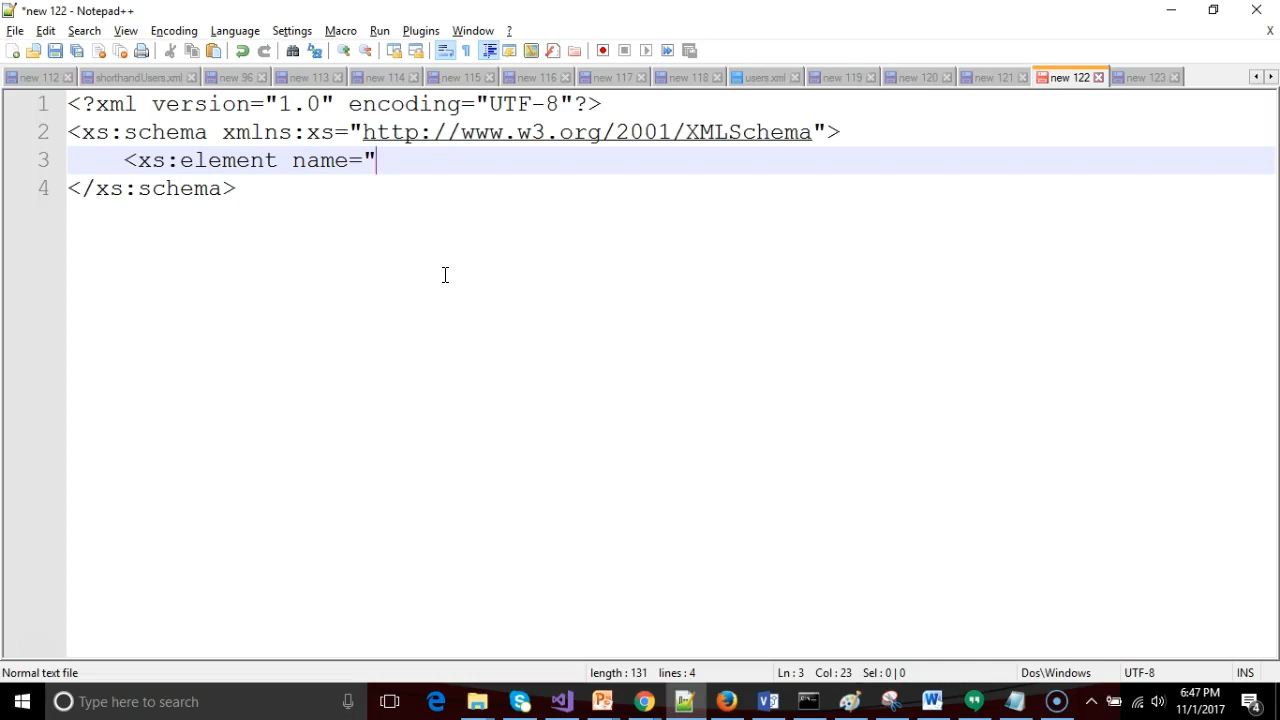 *new 122 - Notepad++
File Edit Search View Encoding Language Settings Macro Run Plugins Window ? X
new 112 shorthandUsers.xml new 96 new 113 new 114 new 115 new 116 new 117 new 118 users.xml new 119 new 120 new 121 new 122 new 123
1 <?xml version="1.0" encoding="UTF-8"?>
2 <xs:schema xmlns:xs="http://www.w3.org/2001/XMLSchema">
3 <xs:element name="
4 </xs:schema>
Normal text file length : 131 lines : 4 Ln : 3 Col : 23 Sel : 0 | 0 Dos\Windows UTF-8 INS
Type here to search 6:47 PM
11/1/2017 4